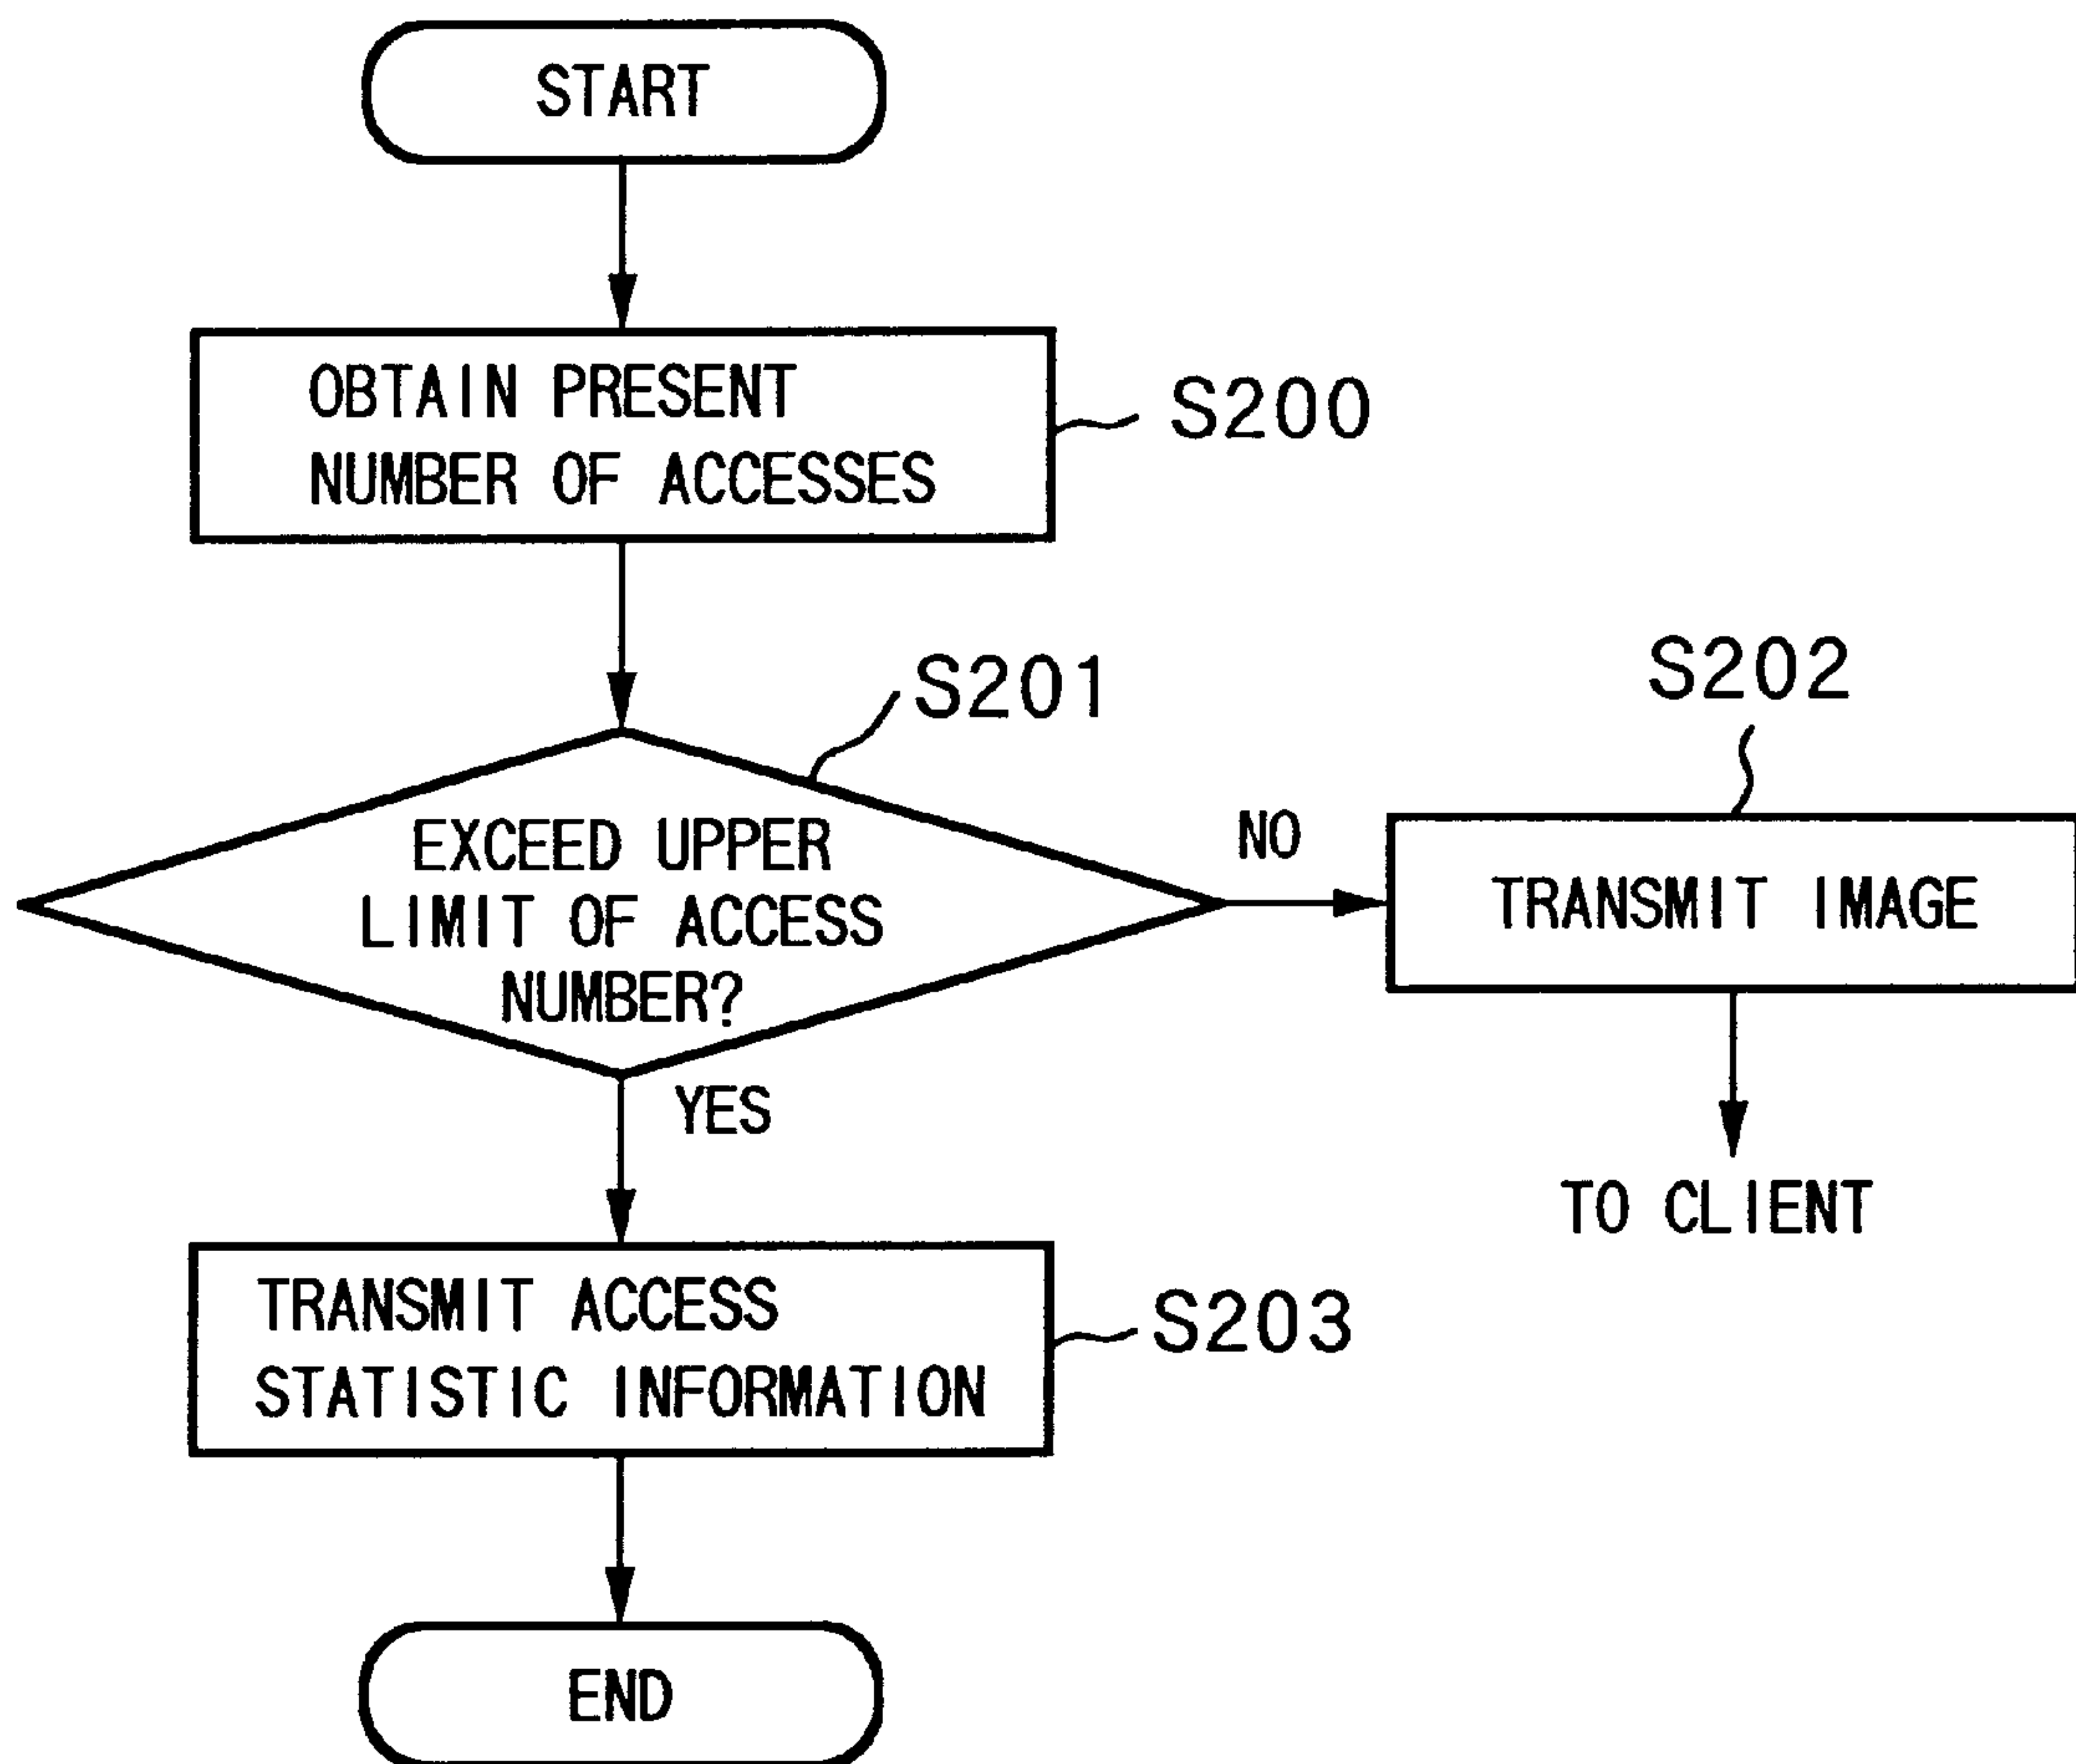 START
OBTAIN PRESENT
NUMBER OF ACCESSES
S200
S201
EXCEED UPPER
LIMIT OF ACCESS
NUMBER?
NO
S202
TRANSMIT IMAGE
TO CLIENT
YES
TRANSMIT ACCESS
STATISTIC INFORMATION
S203
END